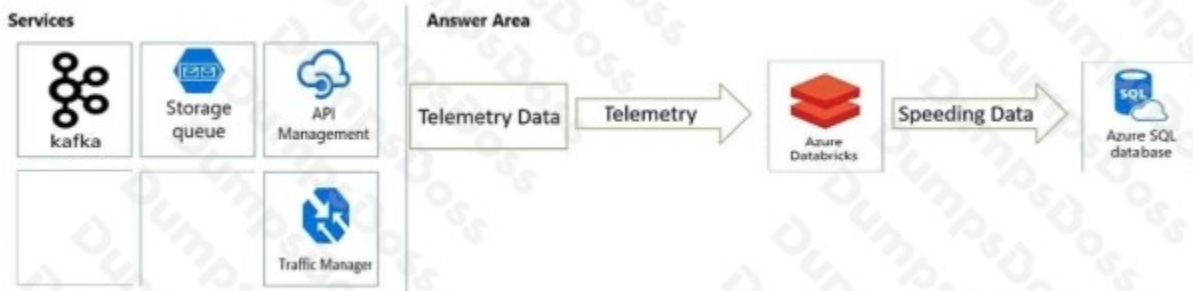 Services
Answer Area
kafka
Storage
queue
API
Management
Telemetry Data
Telemetry
Azure
Databricks
Speeding Data
SQL
Azure SQL
database
Traffic Manager
DumpsDoss